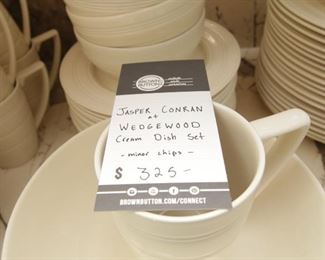 BROWN
BUTTON
JASPER CONRAN
at
WEDGEWOOD
Cream Dish Set
- minor chips -
$ 325-
BROWNBUTTON.COM/CONNECT